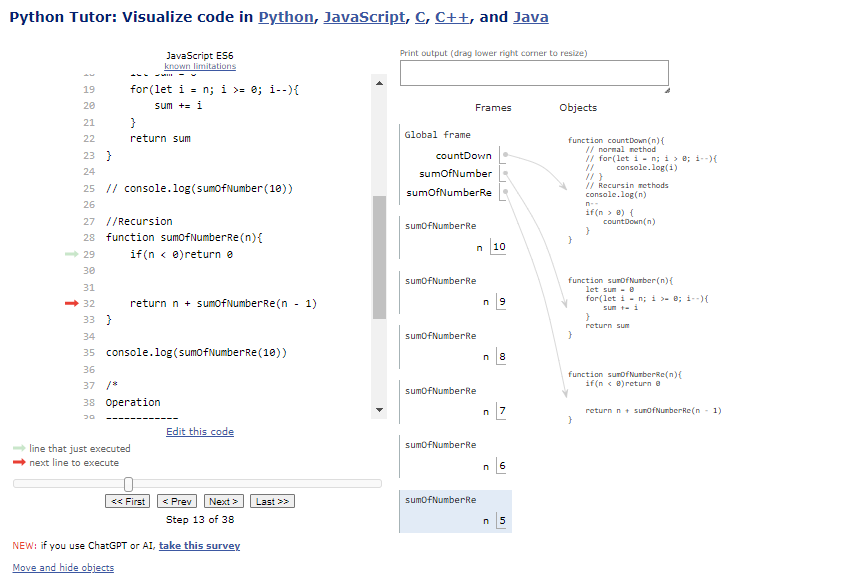 Python Tutor: Visualize code in Python, JavaScript, C, C++, and Java
JavaScript ES6
known limitations
19 for(let i = n; i >= 0; i--){
20 sum += i
21 }
22 return sum
23 }
24
25 // console.log(sumOfNumber(10))
26
27 //Recursion
28 function sumOfNumberRe(n){
29 if(n < 0)return 0
30
31
32 return n + sumOfNumberRe(n - 1)
33 }
34
35 console.log(sumOfNumberRe(10))
36
37 /*
38 Operation
39 ------------
Edit this code
line that just executed
next line to execute
<< First
< Prev
Next >
Last >>
Step 13 of 38
NEW: if you use ChatGPT or AI, take this survey
Move and hide objects
Print output (drag lower right corner to resize)
Frames
Objects
Global frame
countDown
sumOfNumber
sumOfNumberRe
sumOfNumberRe
n 10
sumOfNumberRe
n 9
sumOfNumberRe
n 8
sumOfNumberRe
n 7
sumOfNumberRe
n 6
sumOfNumberRe
n 5
function countDown(n){
// normal method
// for(let i = n; i > 0; i--){
// console.log(i)
// }
// Recursin methods
console.log(n)
n--
if(n > 0) {
countDown(n)
}
}
function sumOfNumber(n){
let sum = 0
for(let i = n; i >= 0; i--){
sum += i
}
return sum
}
function sumOfNumberRe(n){
if(n < 0)return 0
return n + sumOfNumberRe(n - 1)
}